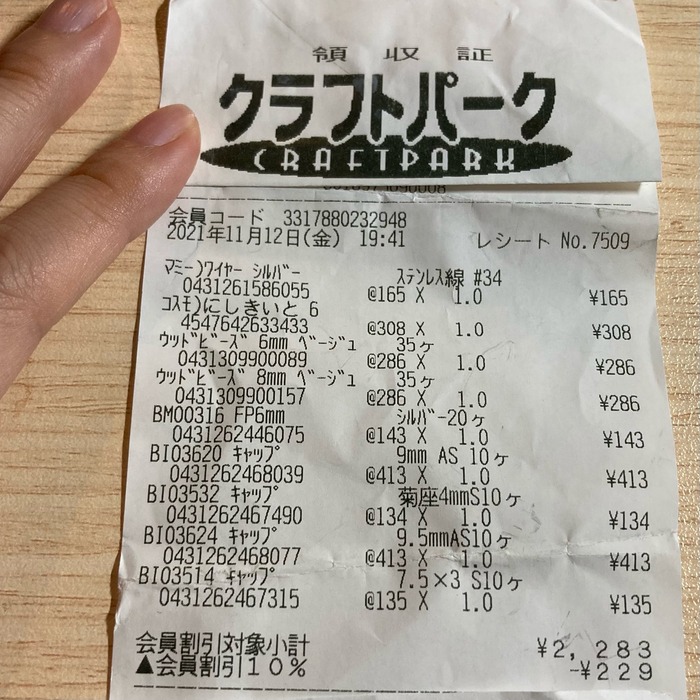 領収証
クラフトパーク
CRAFTPARK
会員コード 3317880232948
2021年11月12日(金) 19:41 レシート No.7509
マミー)ワイヤー シルバー ステンレス線 #34
0431261586055 @165 X 1.0 ¥165
コスモ)にしきいと 6
4547642633433 @308 X 1.0 ¥308
ウッドビーズ 6mm ベージュ 35ヶ
0431309900089 @286 X 1.0 ¥286
ウッドビーズ 8mm ベージュ 35ヶ
0431309900157 @286 X 1.0 ¥286
BM00316 FP6mm シルバー20ヶ
0431262446075 @143 X 1.0 ¥143
BI03620 キャップ 9mm AS 10ヶ
0431262468039 @413 X 1.0 ¥413
BI03532 キャップ 菊座4mmS10ヶ
0431262467490 @134 X 1.0 ¥134
BI03624 キャップ 9.5mmAS10ヶ
0431262468077 @413 X 1.0 ¥413
BI03514 キャップ 7.5×3 S10ヶ
0431262467315 @135 X 1.0 ¥135
会員割引対象小計 ¥2,283
▲会員割引10% -¥229